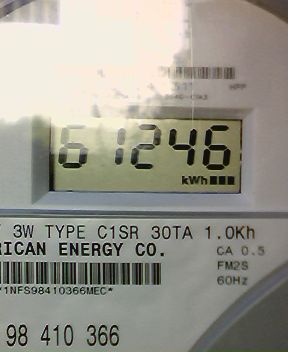 61246
kWh
3W TYPE C1SR 30TA 1.0Kh
RICAN ENERGY CO.
CA 0.5
FM2S
60Hz
*1NFS98410366MEC*
98 410 366